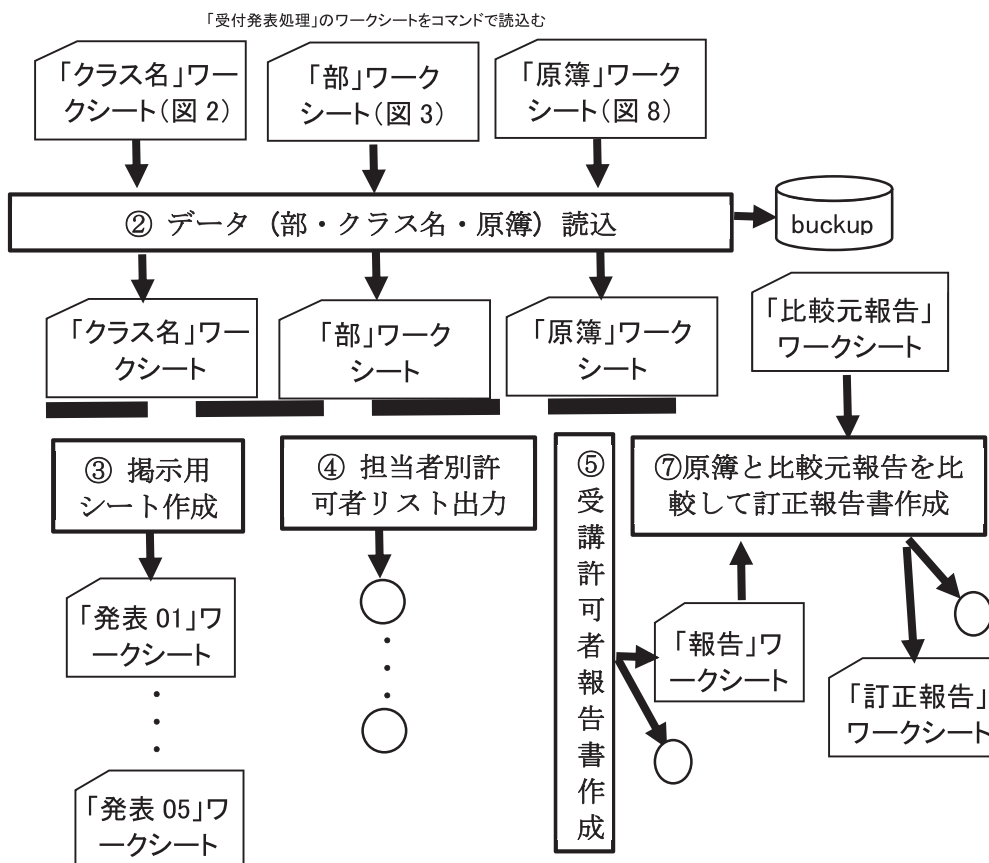 「受付発表処理」のワークシートをコマンドで読込む
「クラス名」ワー
クシート(図 2)
「部」ワーク
シート(図 3)
「原簿」ワーク
シート(図 8)
② データ（部・クラス名・原簿）読込
buckup
「クラス名」ワー
クシート
「部」ワーク
シート
「原簿」ワーク
シート
「比較元報告」
ワークシート
③ 掲示用
シート作成
④ 担当者別許
可者リスト出力
⑤
受
講
許
可
者
報
告
書
作
成
⑦原簿と比較元報告を比
較して訂正報告書作成
「発表 01」ワ
ークシート
「報告」ワ
ークシート
「訂正報告」
ワークシート
「発表 05」ワ
ークシート